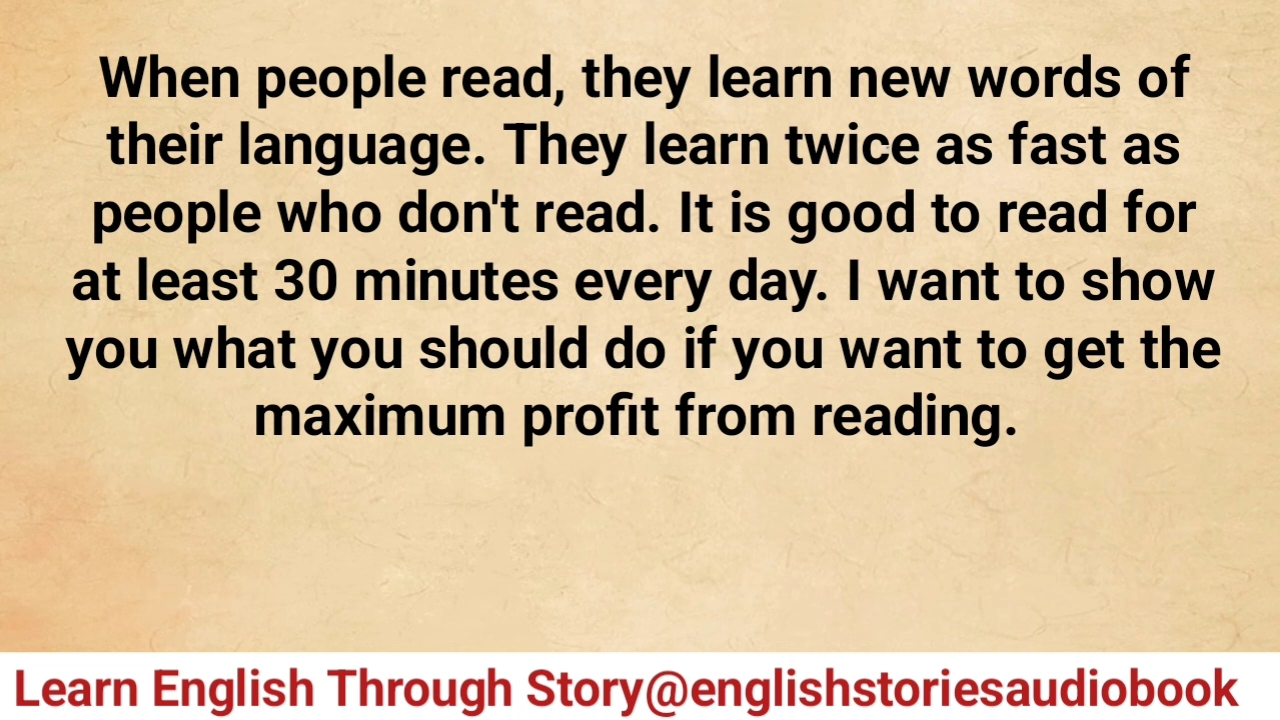 When people read, they learn new words of
their language. They learn twice as fast as
people who don't read. It is good to read for
at least 30 minutes every day. I want to show
you what you should do if you want to get the
maximum profit from reading.
Learn English Through Story@englishstoriesaudiobook